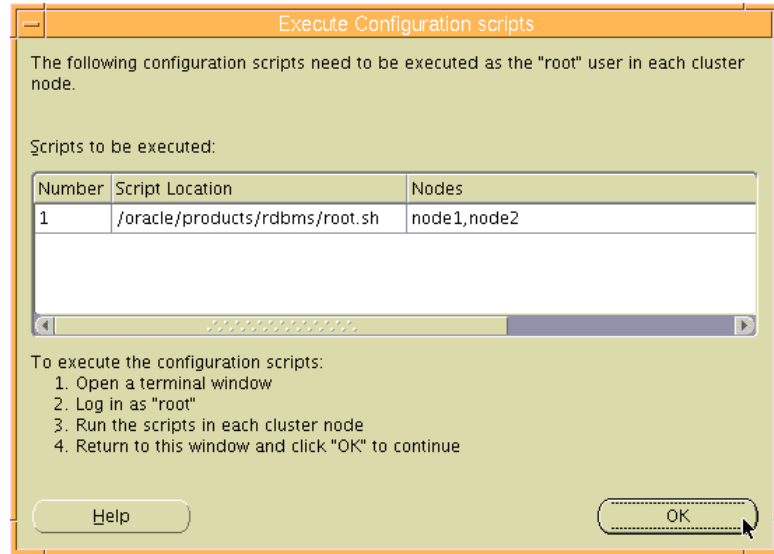 Execute Configuration scripts
The following configuration scripts need to be executed as the "root" user in each cluster
node.
Scripts to be executed:
Number Script Location Nodes
1 /oracle/products/rdbms/root.sh node1,node2
To execute the configuration scripts:
1. Open a terminal window
2. Log in as "root"
3. Run the scripts in each cluster node
4. Return to this window and click "OK" to continue
Help OK